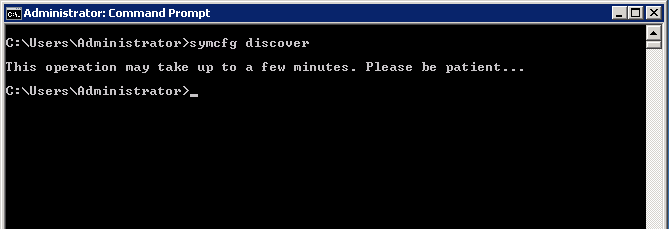 Administrator: Command Prompt
C:\Users\Administrator>symcfg discover
This operation may take up to a few minutes. Please be patient...
C:\Users\Administrator>_